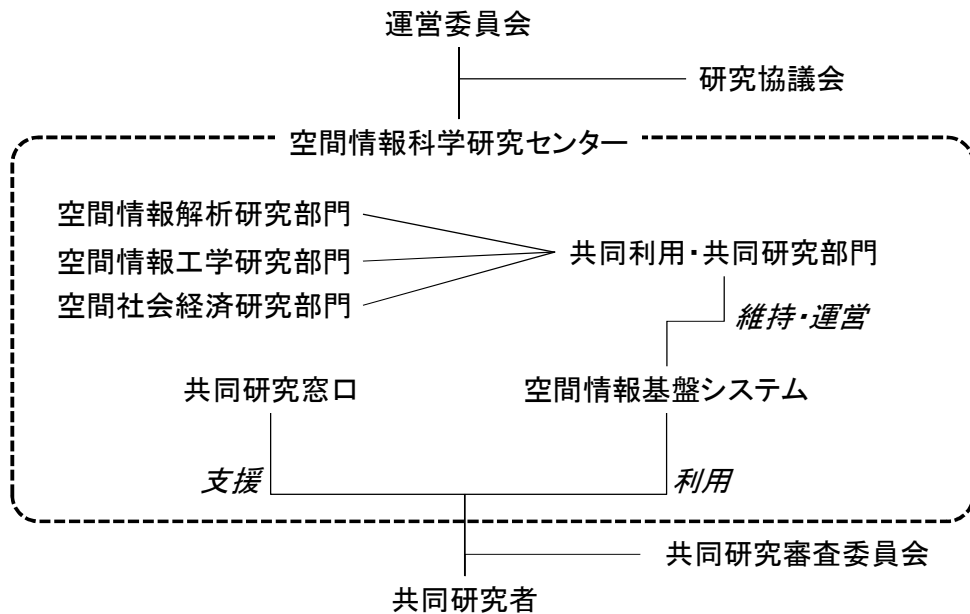 運営委員会
研究協議会
空間情報科学研究センター
空間情報解析研究部門
空間情報工学研究部門
共同利用・共同研究部門
空間社会経済研究部門
維持・運営
共同研究窓口
空間情報基盤システム
支援
利用
共同研究審査委員会
共同研究者